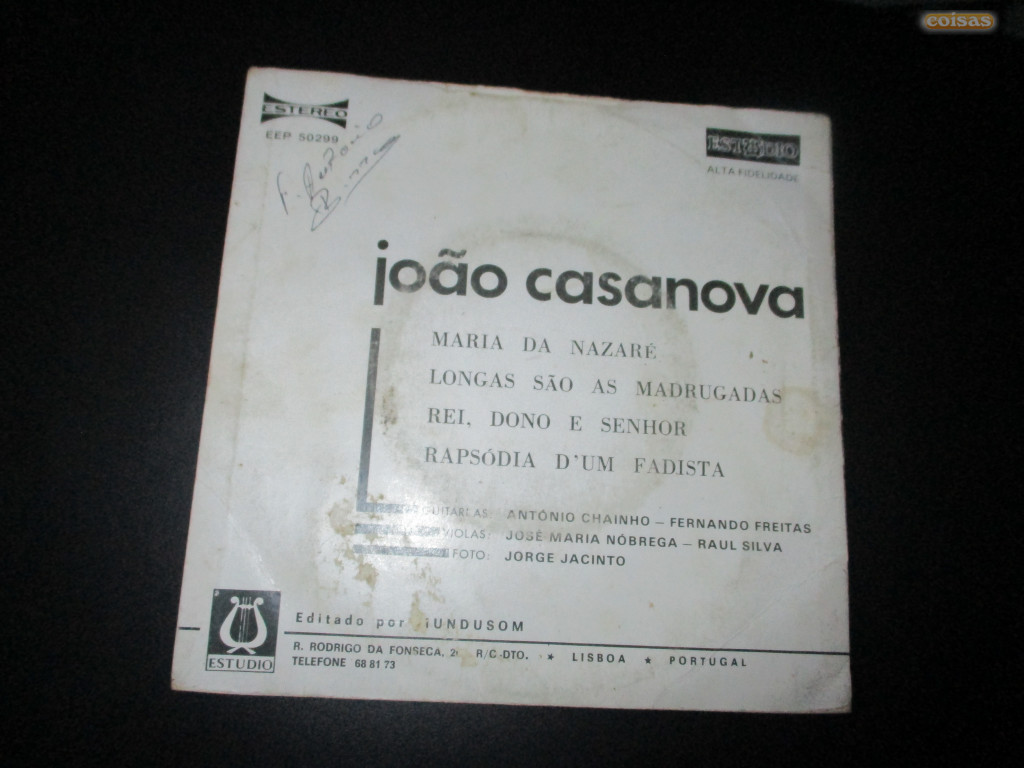 coisas
ESTEREO
EEP 50299
ESTÚDIO
ALTA FIDELIDADE
F. António
joão casanova
MARIA DA NAZARÉ
LONGAS SÃO AS MADRUGADAS
REI, DONO E SENHOR
RAPSÓDIA D'UM FADISTA
GUITARRAS: ANTÓNIO CHAINHO – FERNANDO FREITAS
VIOLAS: JOSÉ MARIA NÓBREGA – RAUL SILVA
FOTO: JORGE JACINTO
Editado por
R. RODRIGO DA FONSECA, R/C-DTO. ★ LISBOA ★ PORTUGAL
TELEFONE 68 81 73
ESTUDIO